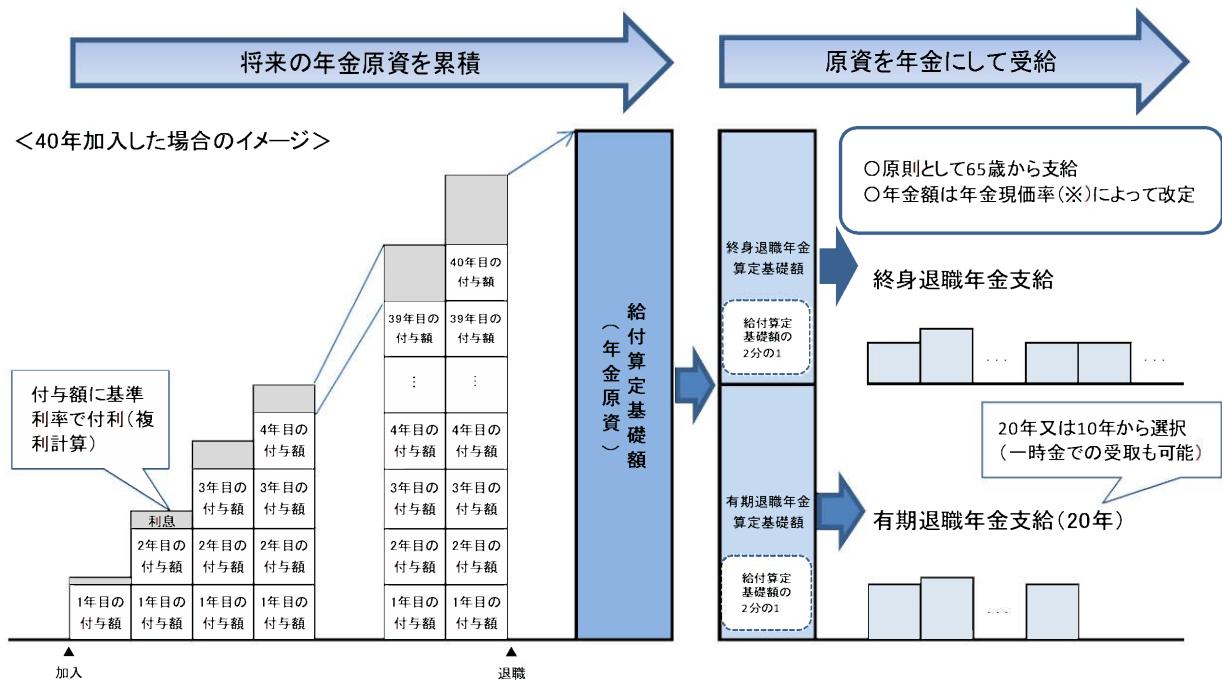 将来の年金原資を累積
原資を年金にして受給
＜40年加入した場合のイメージ＞
○原則として65歳から支給
○年金額は年金現価率(※)によって改定
付与額に基準
利率で付利(複
利計算)
利息
1年目の
付与額
1年目の
付与額
2年目の
付与額
1年目の
付与額
2年目の
付与額
3年目の
付与額
1年目の
付与額
2年目の
付与額
3年目の
付与額
4年目の
付与額
1年目の
付与額
2年目の
付与額
3年目の
付与額
4年目の
付与額
…
39年目の
付与額
1年目の
付与額
2年目の
付与額
3年目の
付与額
4年目の
付与額
…
39年目の
付与額
40年目の
付与額
▲
加入
▲
退職
給付算定基礎額
(年金原資)
終身退職年金
算定基礎額
給付算定
基礎額の
2分の1
有期退職年金
算定基礎額
給付算定
基礎額の
2分の1
終身退職年金支給
...
...
20年又は10年から選択
(一時金での受取も可能)
有期退職年金支給(20年)
...